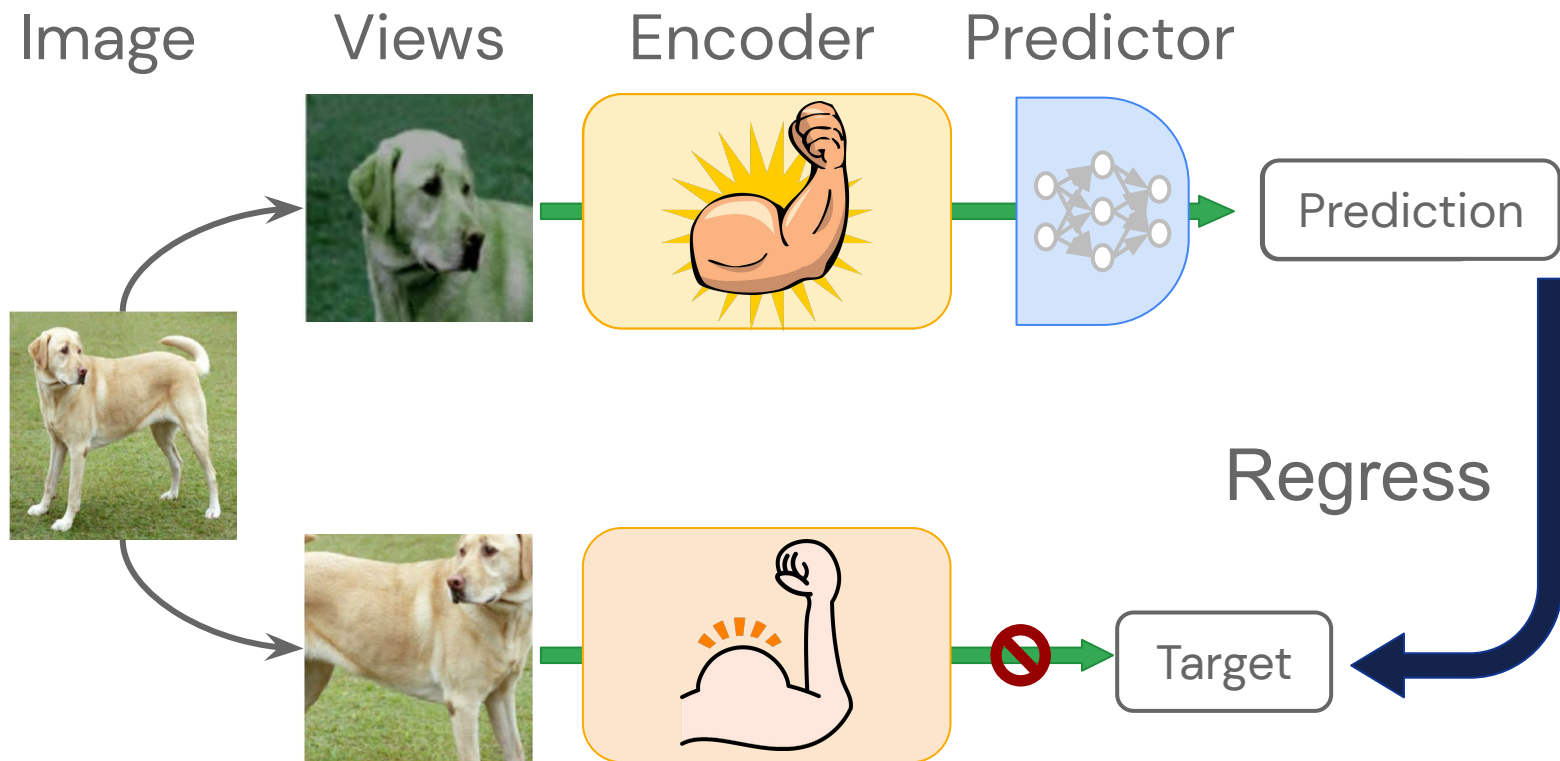 Image
Views
Encoder
Predictor
Prediction
Regress
Target